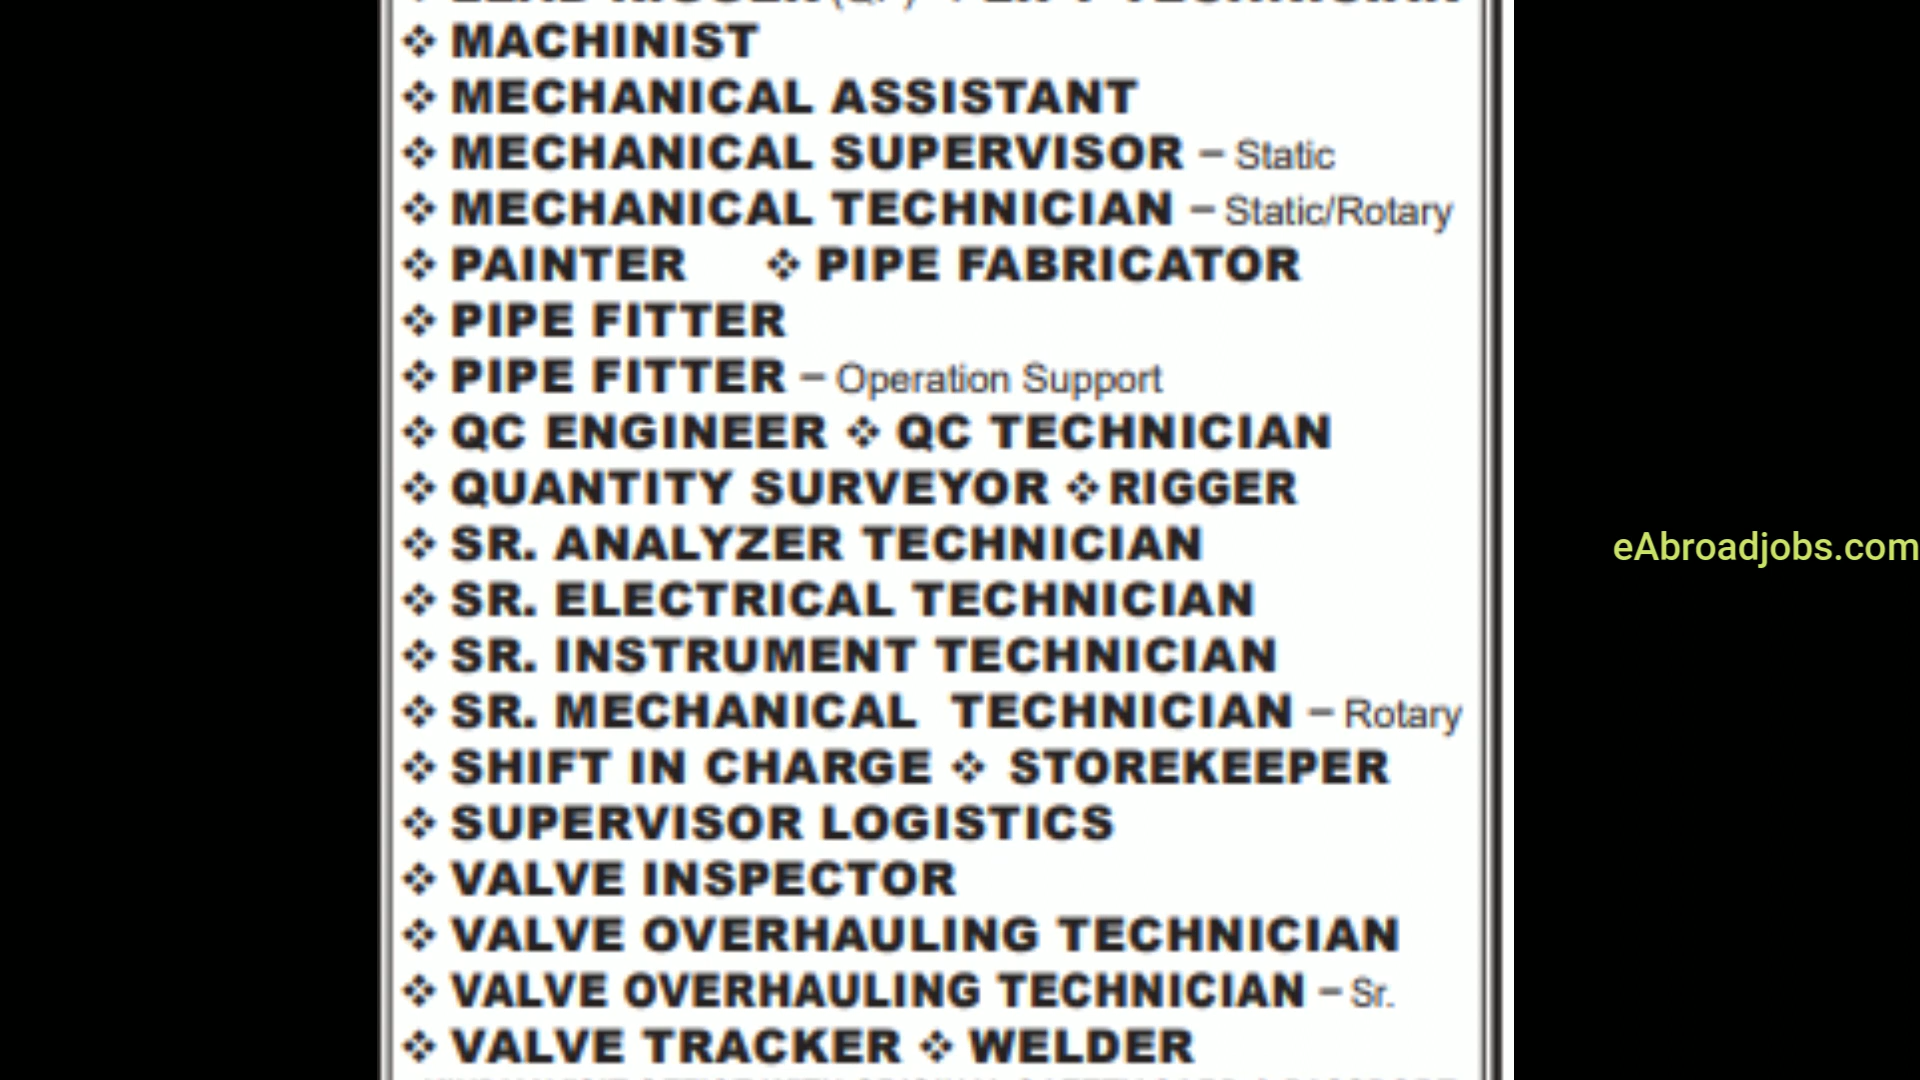 ❖ MACHINIST
❖ MECHANICAL ASSISTANT
❖ MECHANICAL SUPERVISOR – Static
❖ MECHANICAL TECHNICIAN – Static/Rotary
❖ PAINTER ❖ PIPE FABRICATOR
❖ PIPE FITTER
❖ PIPE FITTER – Operation Support
❖ QC ENGINEER ❖ QC TECHNICIAN
❖ QUANTITY SURVEYOR ❖ RIGGER
❖ SR. ANALYZER TECHNICIAN
❖ SR. ELECTRICAL TECHNICIAN
❖ SR. INSTRUMENT TECHNICIAN
❖ SR. MECHANICAL TECHNICIAN – Rotary
❖ SHIFT IN CHARGE ❖ STOREKEEPER
❖ SUPERVISOR LOGISTICS
❖ VALVE INSPECTOR
❖ VALVE OVERHAULING TECHNICIAN
❖ VALVE OVERHAULING TECHNICIAN – Sr.
❖ VALVE TRACKER ❖ WELDER
eAbroadjobs.com